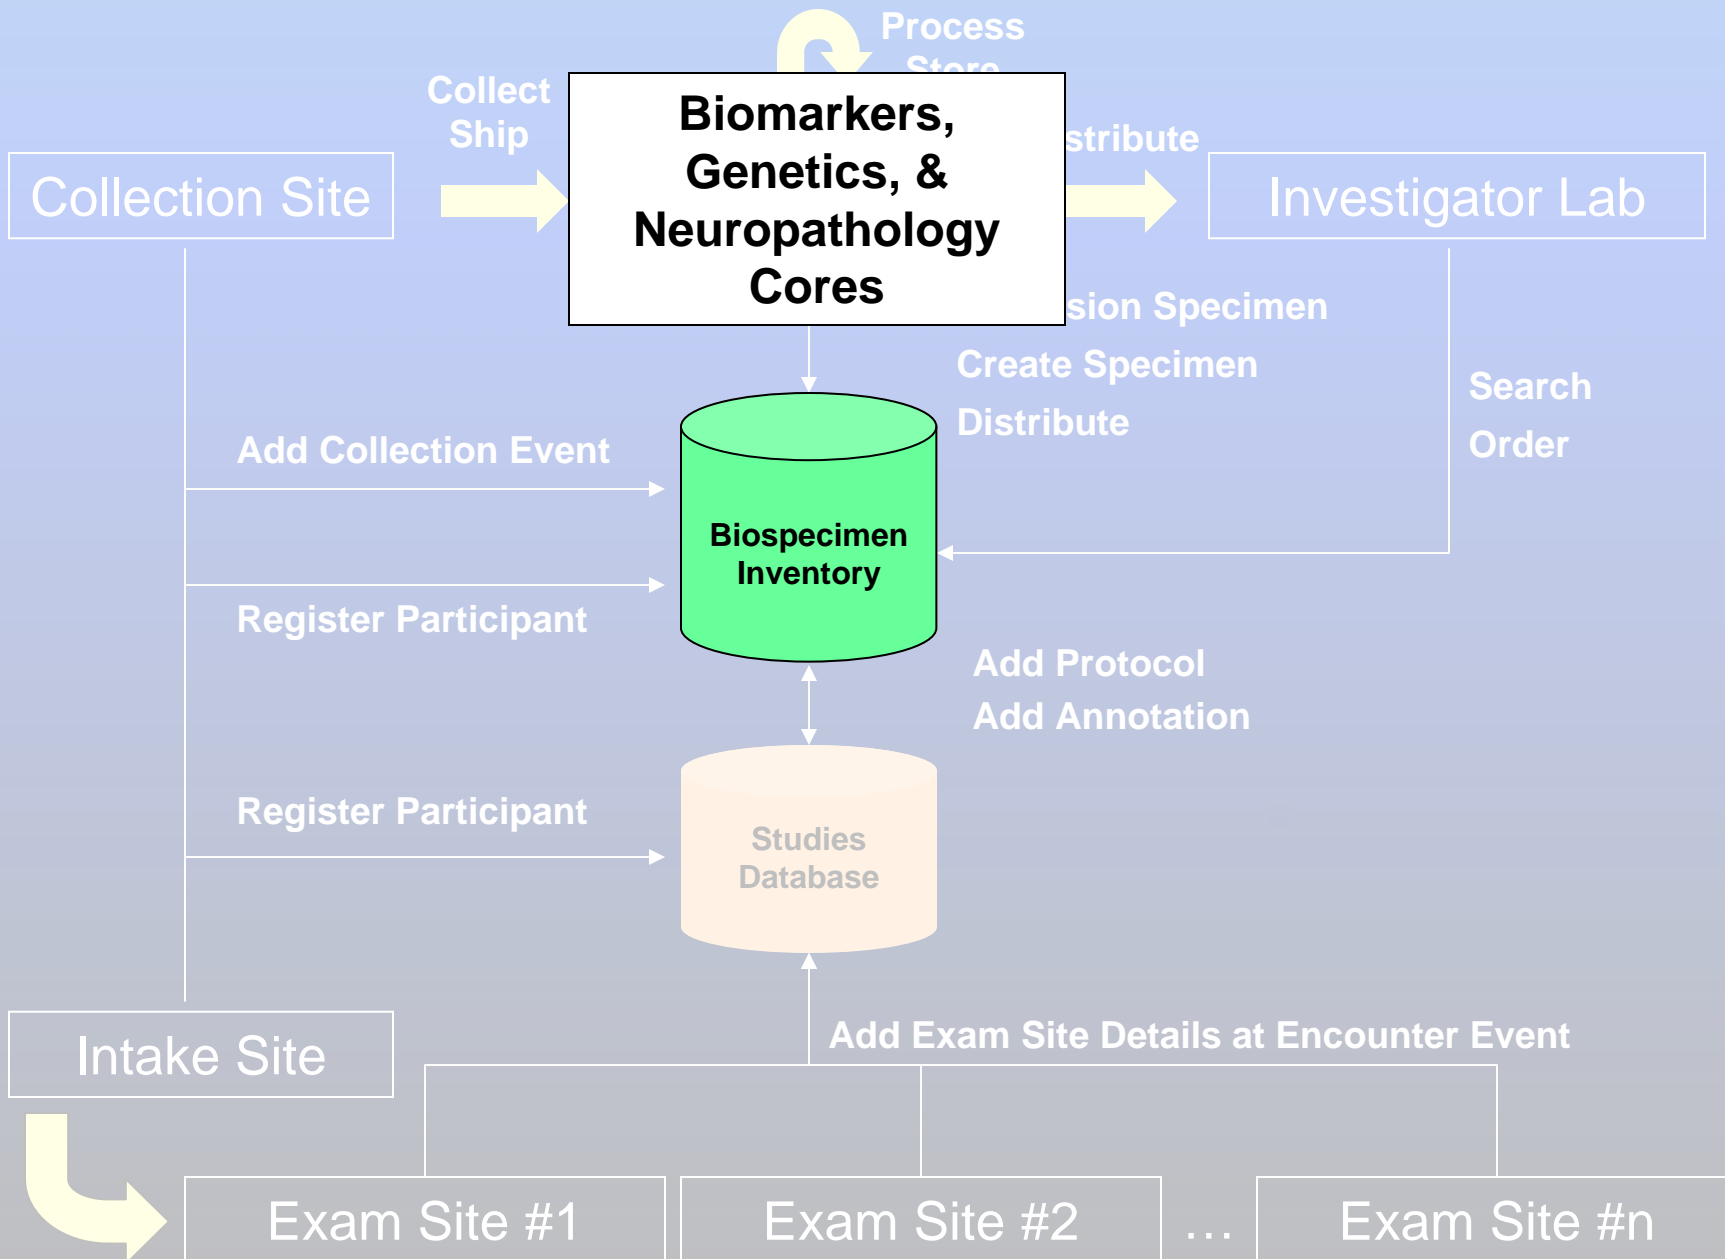 Process
Store
Collect
Ship
Biomarkers,
Genetics, &
Neuropathology
Cores
stribute
Collection Site
Investigator Lab
sion Specimen
Create Specimen
Distribute
Search
Order
Add Collection Event
Biospecimen
Inventory
Register Participant
Add Protocol
Add Annotation
Register Participant
Studies
Database
Intake Site
Add Exam Site Details at Encounter Event
Exam Site #1
Exam Site #2
...
Exam Site #n